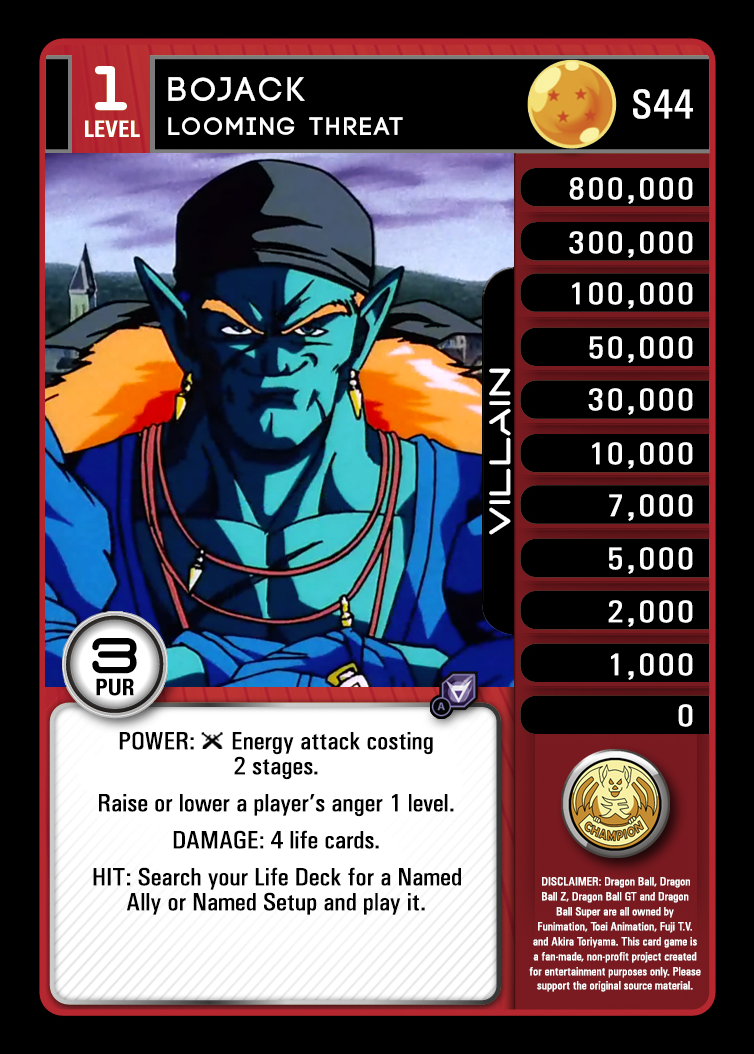 1
LEVEL
BOJACK
LOOMING THREAT
S44
800,000
300,000
100,000
50,000
30,000
10,000
7,000
5,000
2,000
1,000
0
VILLAIN
3
PUR
A
POWER: Energy attack costing
2 stages.
Raise or lower a player's anger 1 level.
DAMAGE: 4 life cards.
HIT: Search your Life Deck for a Named
Ally or Named Setup and play it.
CHAMPION
DISCLAIMER: Dragon Ball, Dragon
Ball Z, Dragon Ball GT and Dragon
Ball Super are all owned by
Funimation, Toei Animation, Fuji T.V.
and Akira Toriyama. This card game is
a fan-made, non-profit project created
for entertainment purposes only. Please
support the original source material.